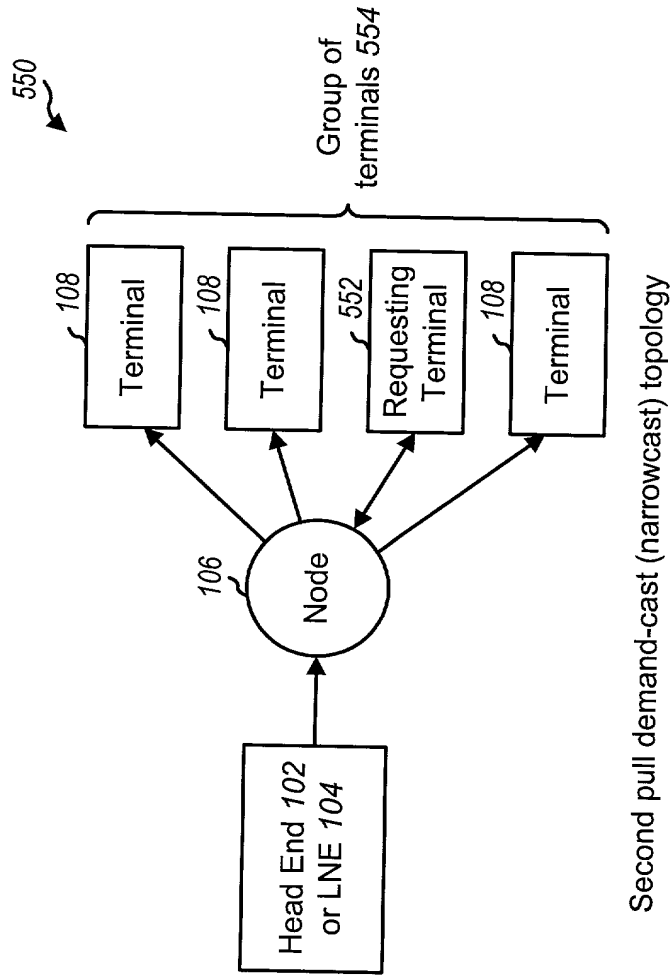 550
108
Terminal
108
Terminal
552
Requesting
Terminal
108
Terminal
Group of
terminals 554
106
Node
Head End 102
or LNE 104
Second pull demand-cast (narrowcast) topology